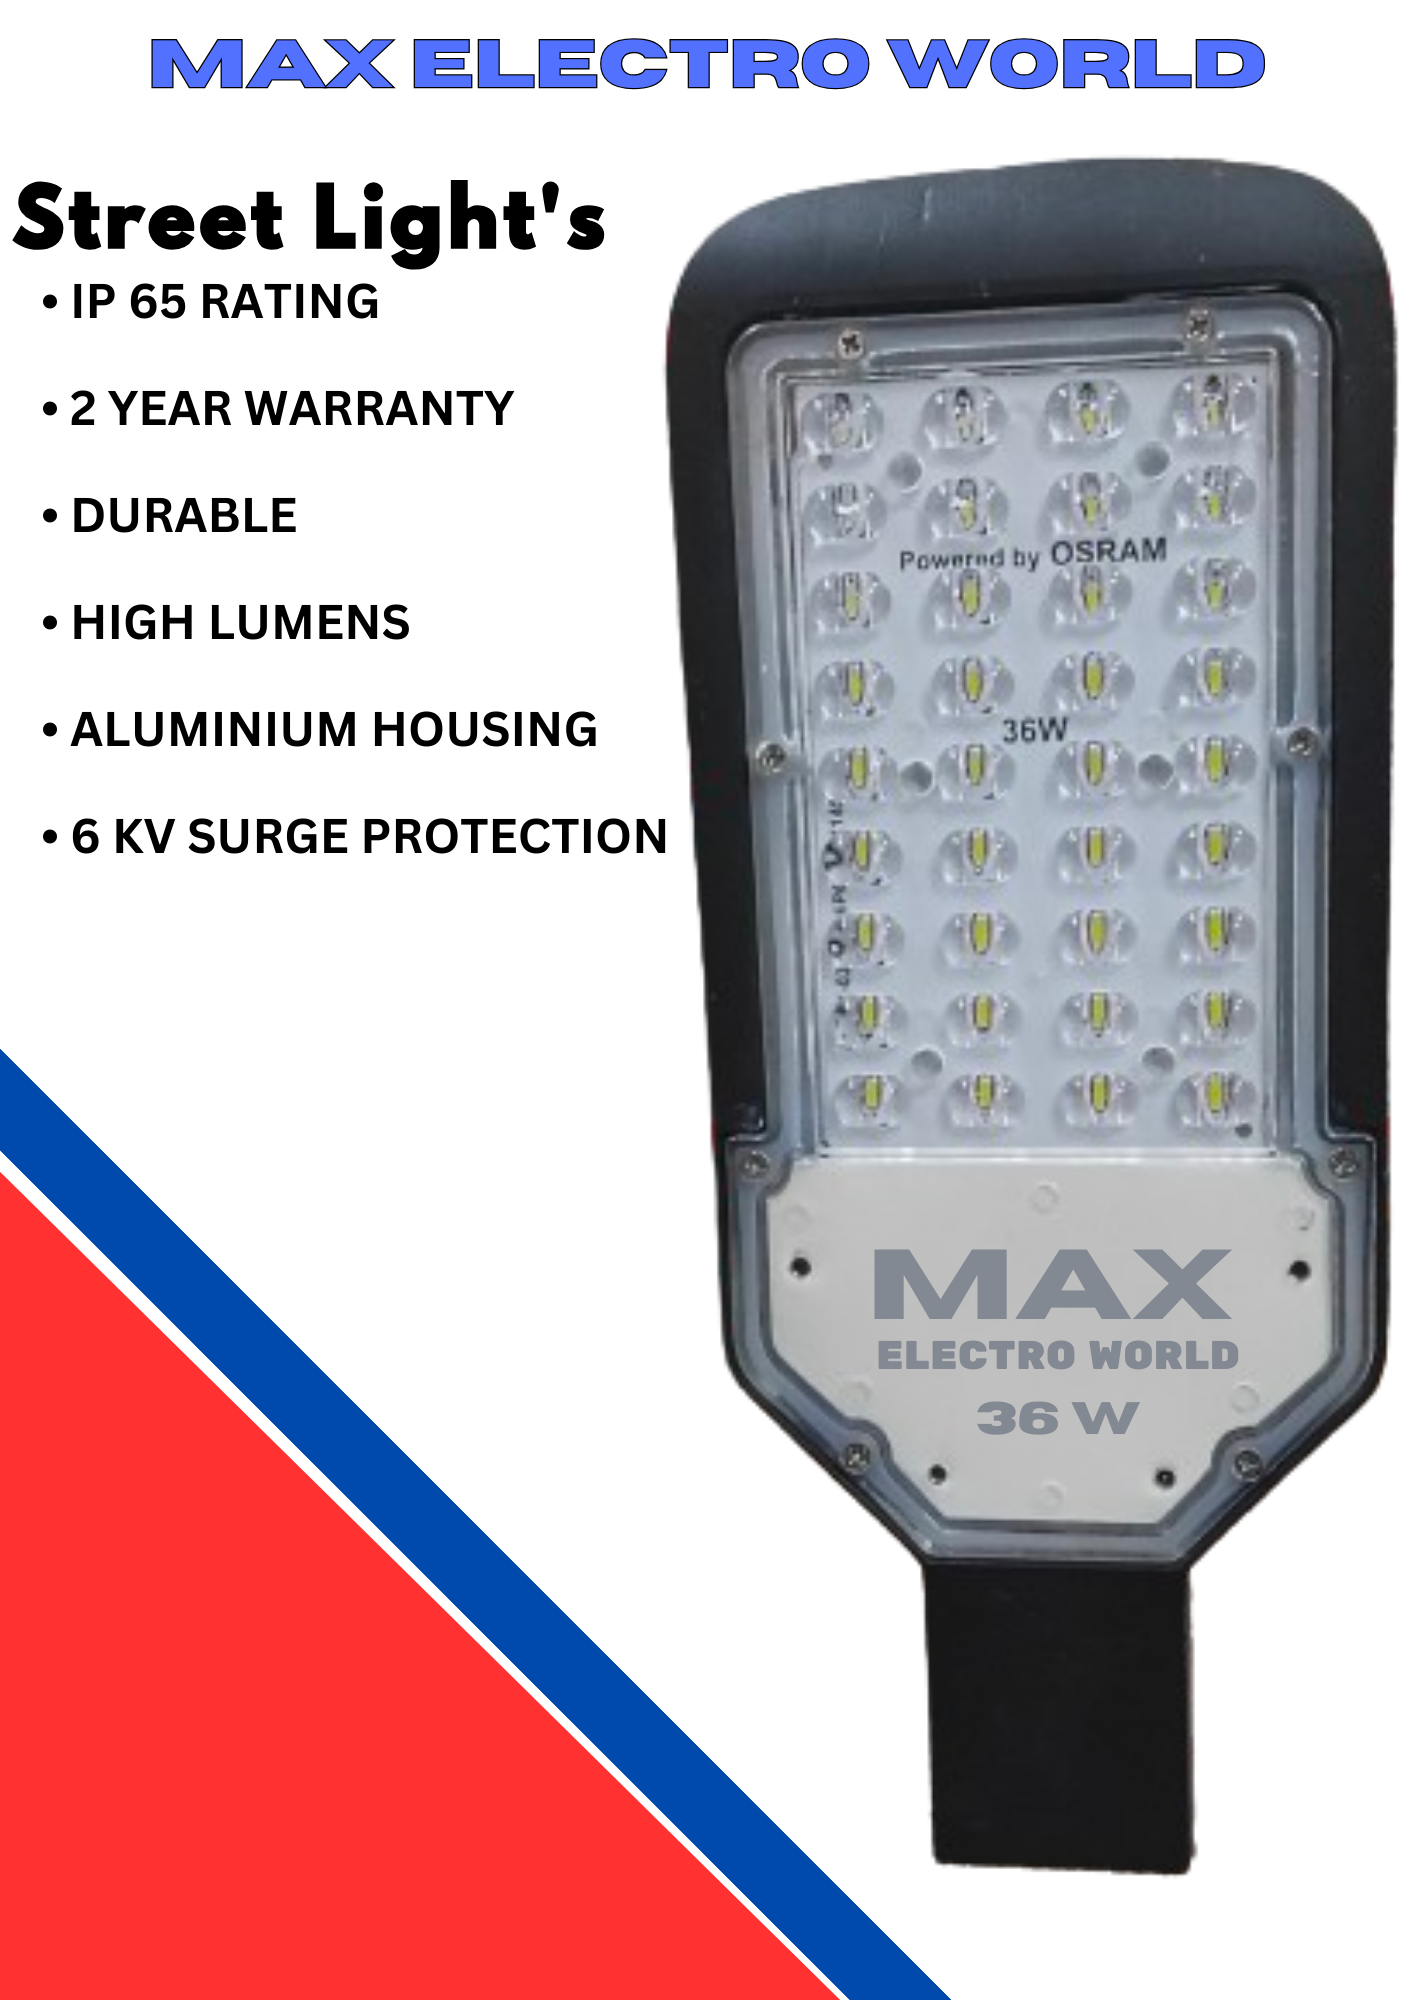 MAX ELECTRO WORLD
Street Light's
• IP 65 RATING
• 2 YEAR WARRANTY
• DURABLE
• HIGH LUMENS
• ALUMINIUM HOUSING
• 6 KV SURGE PROTECTION
Powered by OSRAM
36W
MAX
ELECTRO WORLD
36 W